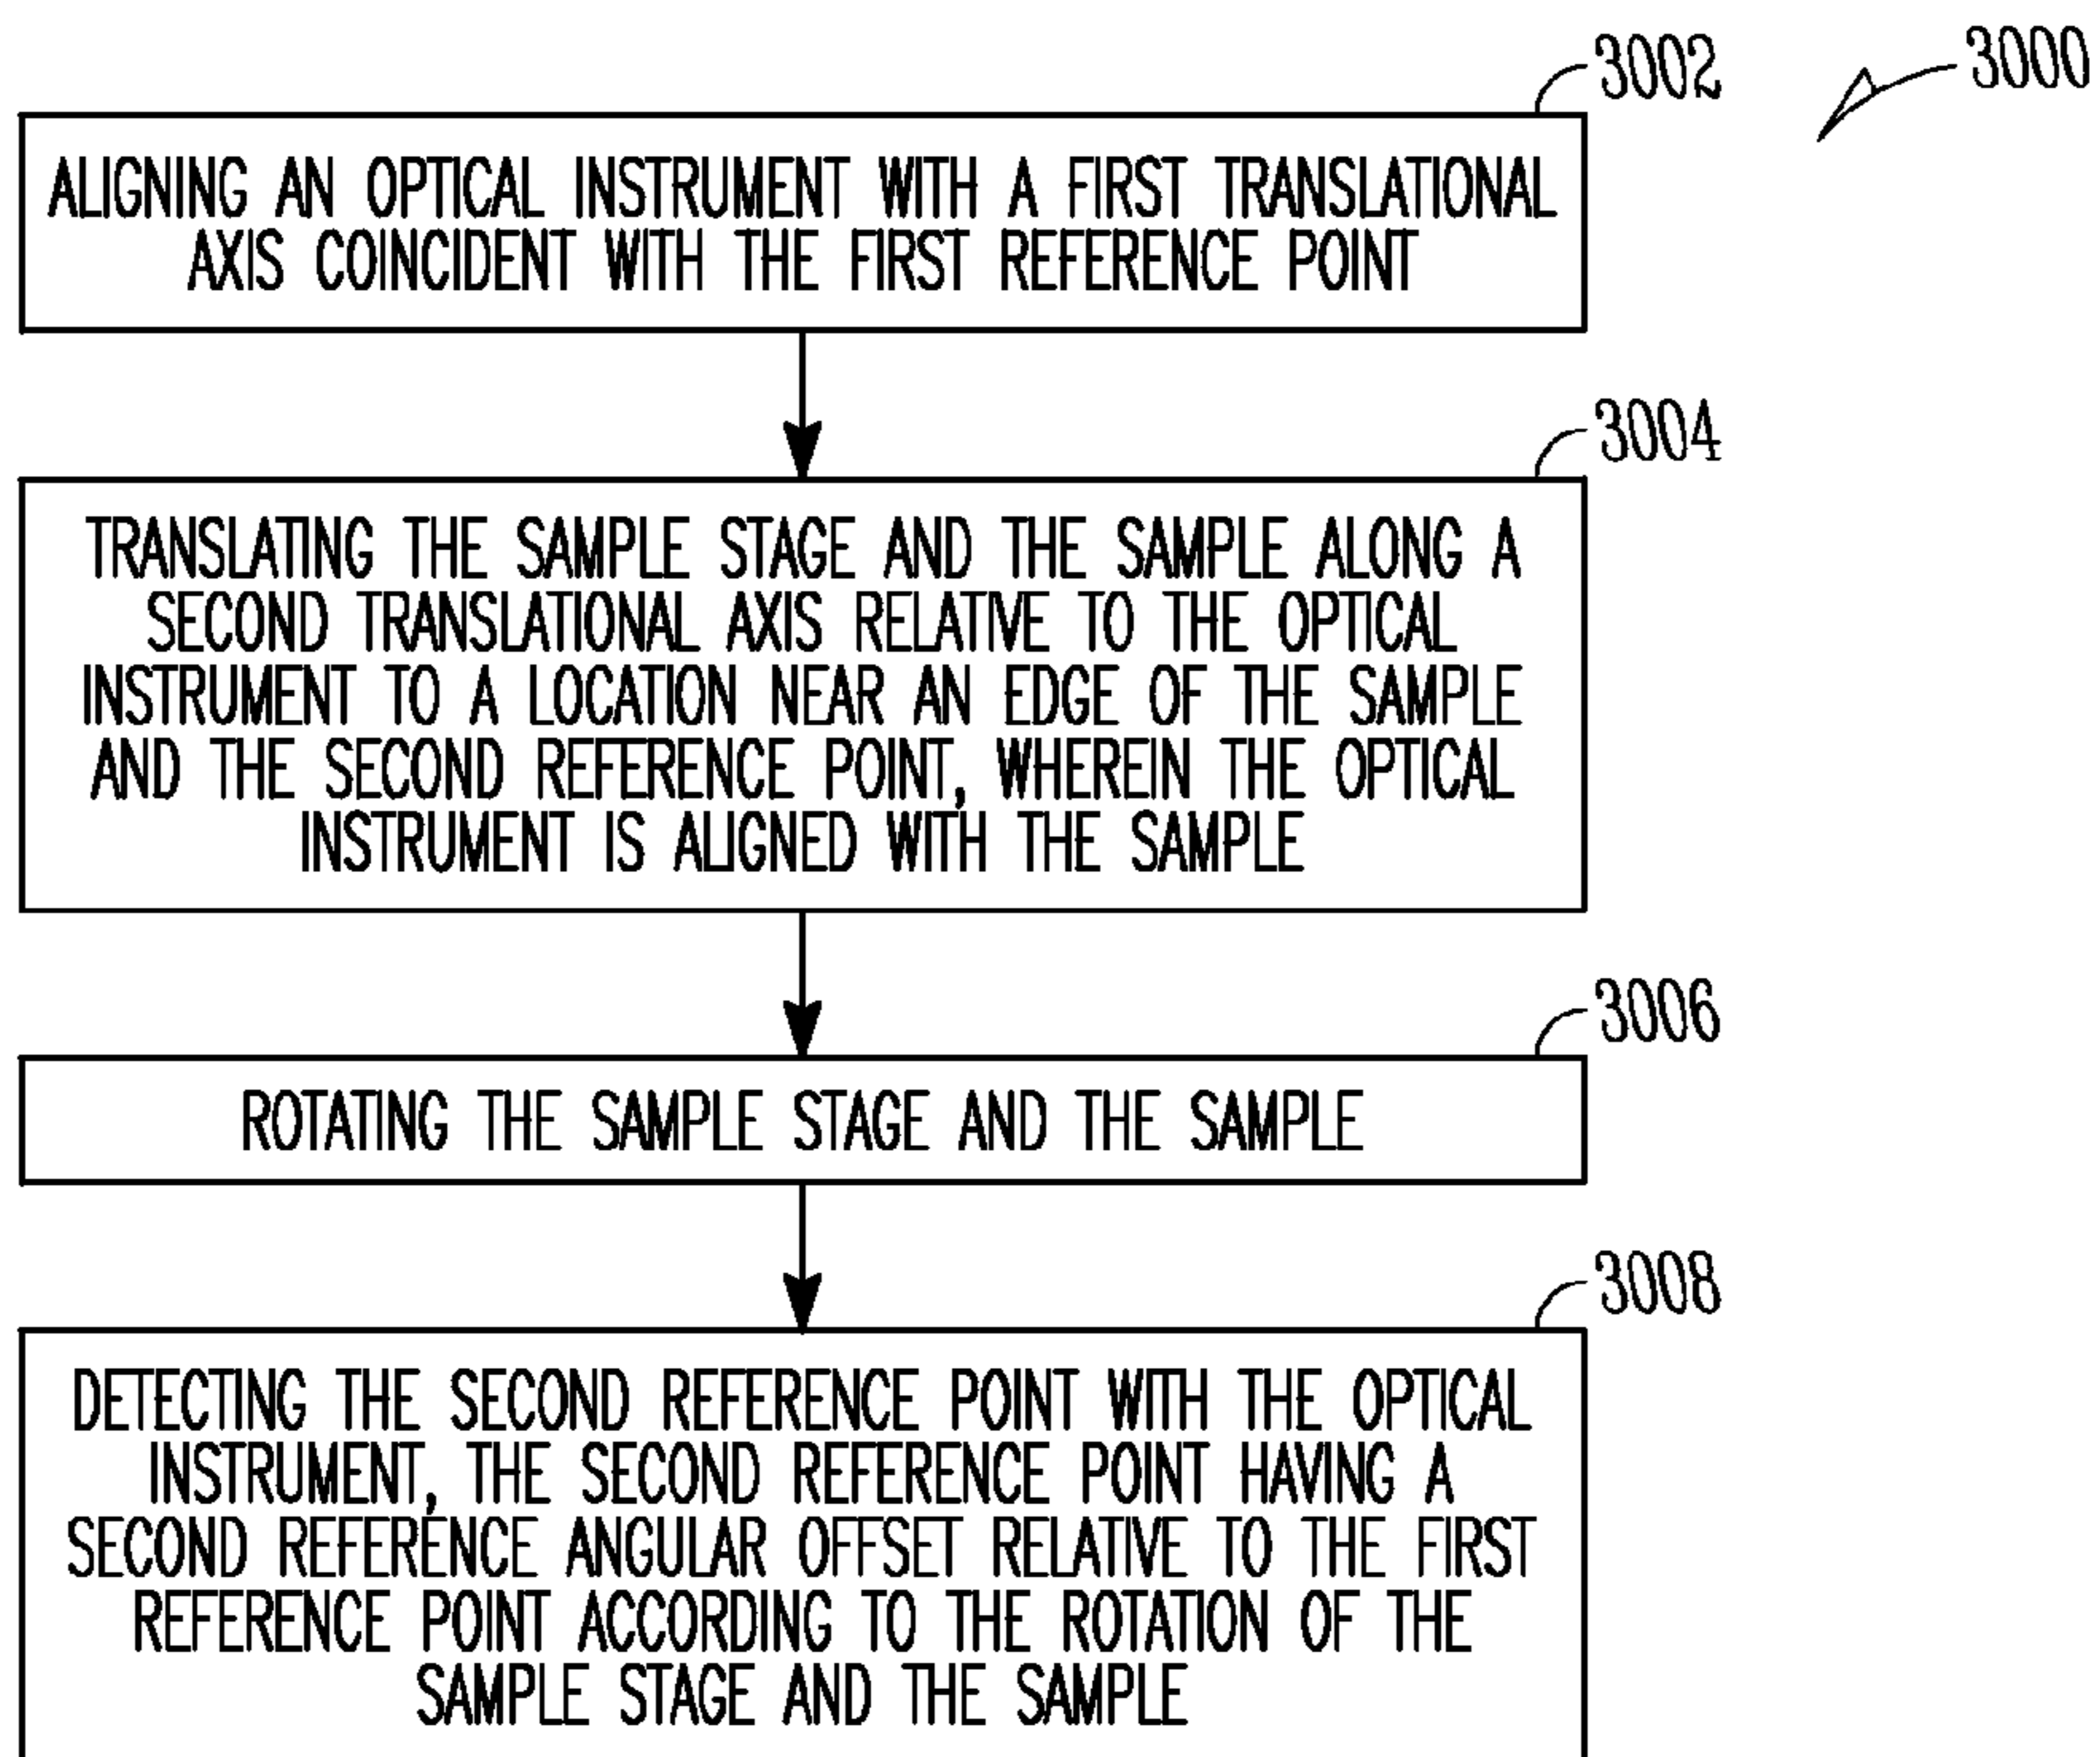 3000
3002
ALIGNING AN OPTICAL INSTRUMENT WITH A FIRST TRANSLATIONAL
AXIS COINCIDENT WITH THE FIRST REFERENCE POINT
3004
TRANSLATING THE SAMPLE STAGE AND THE SAMPLE ALONG A
SECOND TRANSLATIONAL AXIS RELATIVE TO THE OPTICAL
INSTRUMENT TO A LOCATION NEAR AN EDGE OF THE SAMPLE
AND THE SECOND REFERENCE POINT, WHEREIN THE OPTICAL
INSTRUMENT IS ALIGNED WITH THE SAMPLE
3006
ROTATING THE SAMPLE STAGE AND THE SAMPLE
3008
DETECTING THE SECOND REFERENCE POINT WITH THE OPTICAL
INSTRUMENT, THE SECOND REFERENCE POINT HAVING A
SECOND REFERENCE ANGULAR OFFSET RELATIVE TO THE FIRST
REFERENCE POINT ACCORDING TO THE ROTATION OF THE
SAMPLE STAGE AND THE SAMPLE